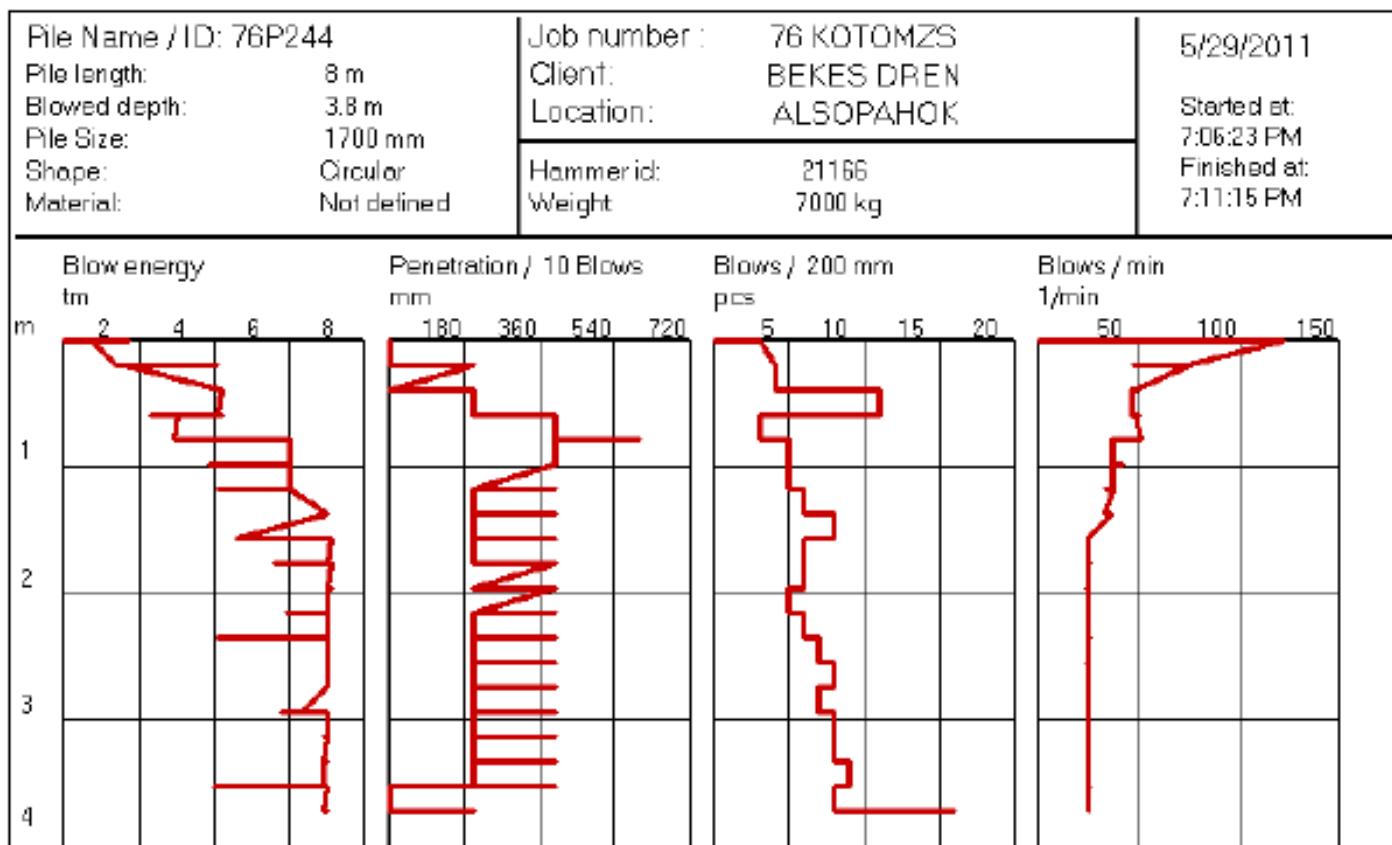 Pile Name / ID: 76P244
Pile length: 8 m
Blowed depth: 3.8 m
Pile Size: 1700 mm
Shape: Circular
Material: Not defined
Job number : 76 KOTOMZS
Client: BEKES DREN
Location: ALSOPAHOK
Hammer id: 21166
Weight 7000 kg
5/29/2011
Started at:
7:06:23 PM
Finished at:
7:11:15 PM
Blow energy
tm
Penetration / 10 Blows
mm
Blows / 200 mm
pcs
Blows / min
1/min
m 2 4 6 8 180 360 540 720 5 10 15 20 50 100 150
1
2
3
4